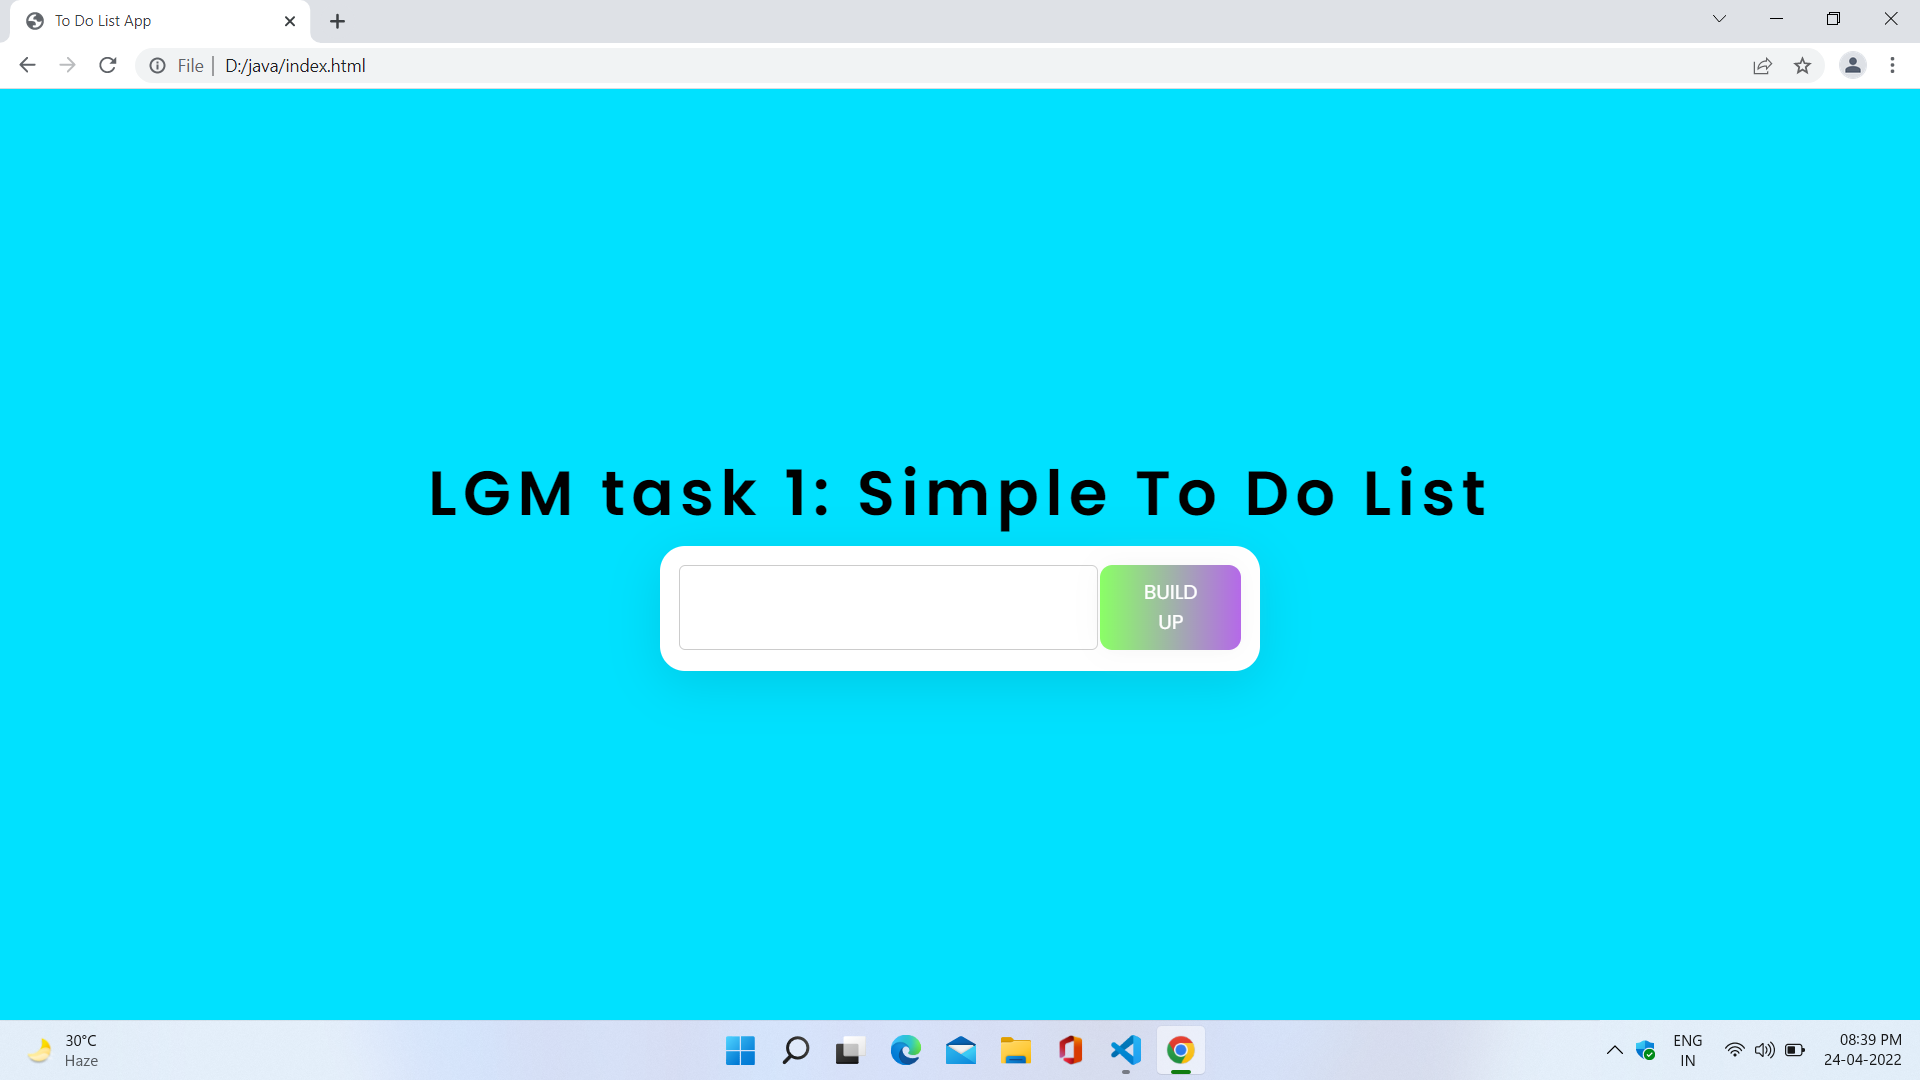 To Do List App
File | D:/java/index.html
LGM task 1: Simple To Do List
BUILD
UP
30°C
Haze
ENG
IN
08:39 PM
24-04-2022